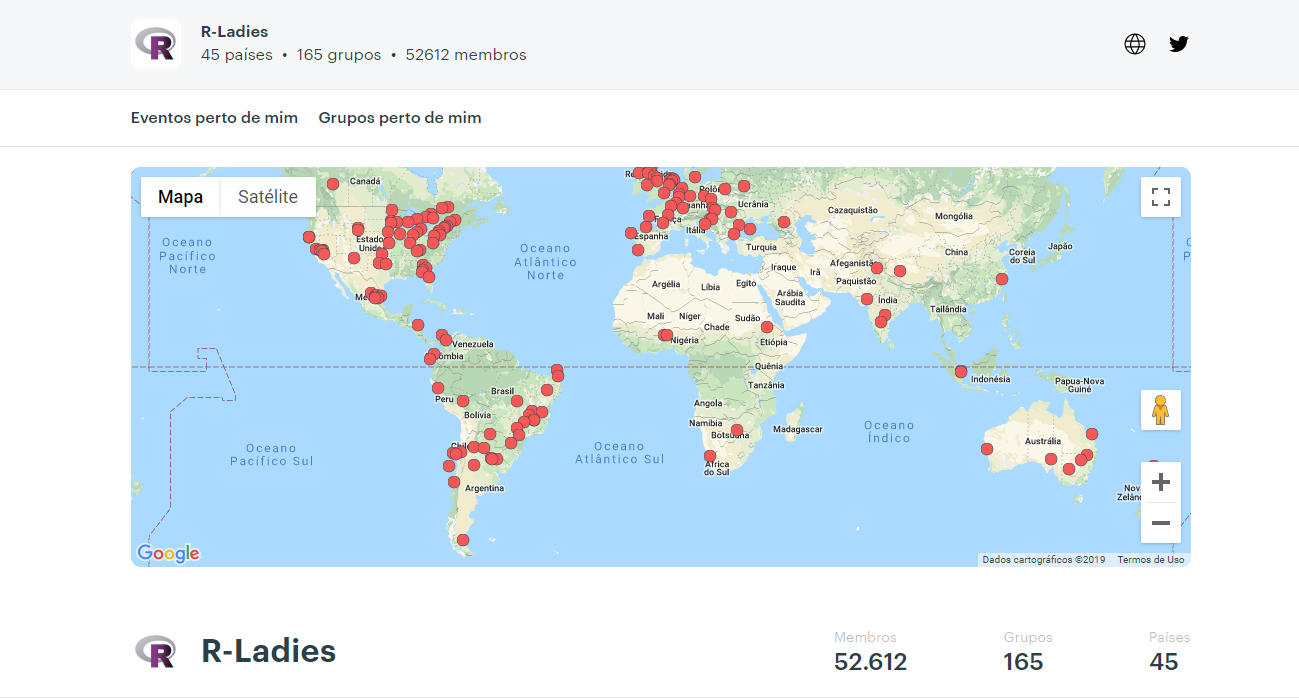 R-Ladies
45 países • 165 grupos • 52612 membros
Eventos perto de mim Grupos perto de mim
Mapa Satélite
Canadá
Estado
Unido
Oceano
Pacífico
Norte
Oceano
Atlântico
Norte
Polôn
Ucrânia
França
Itália
Espanha
Turquia
Cazaquistão
Mongólia
China
Coreia
do Sul
Japão
Iraque
Irã
Afeganistão
Paquistão
Índia
Tailândia
Argélia
Líbia
Egito
Arábia
Saudita
Mali
Níger
Chade
Sudão
Nigéria
Etiópia
Quênia
Tanzânia
Angola
Namíbia
Botsuana
Madagascar
África
do Sul
Venezuela
ômbia
Peru
Brasil
Bolívia
Chile
Argentina
Oceano
Pacífico Sul
Oceano
Atlântico Sul
Oceano
Índico
Indonésia
Papua-Nova
Guiné
Austrália
Nov
Zelân
Google
Dados cartográficos ©2019 Termos de Uso
R-Ladies
Membros Grupos Países
52.612 165 45